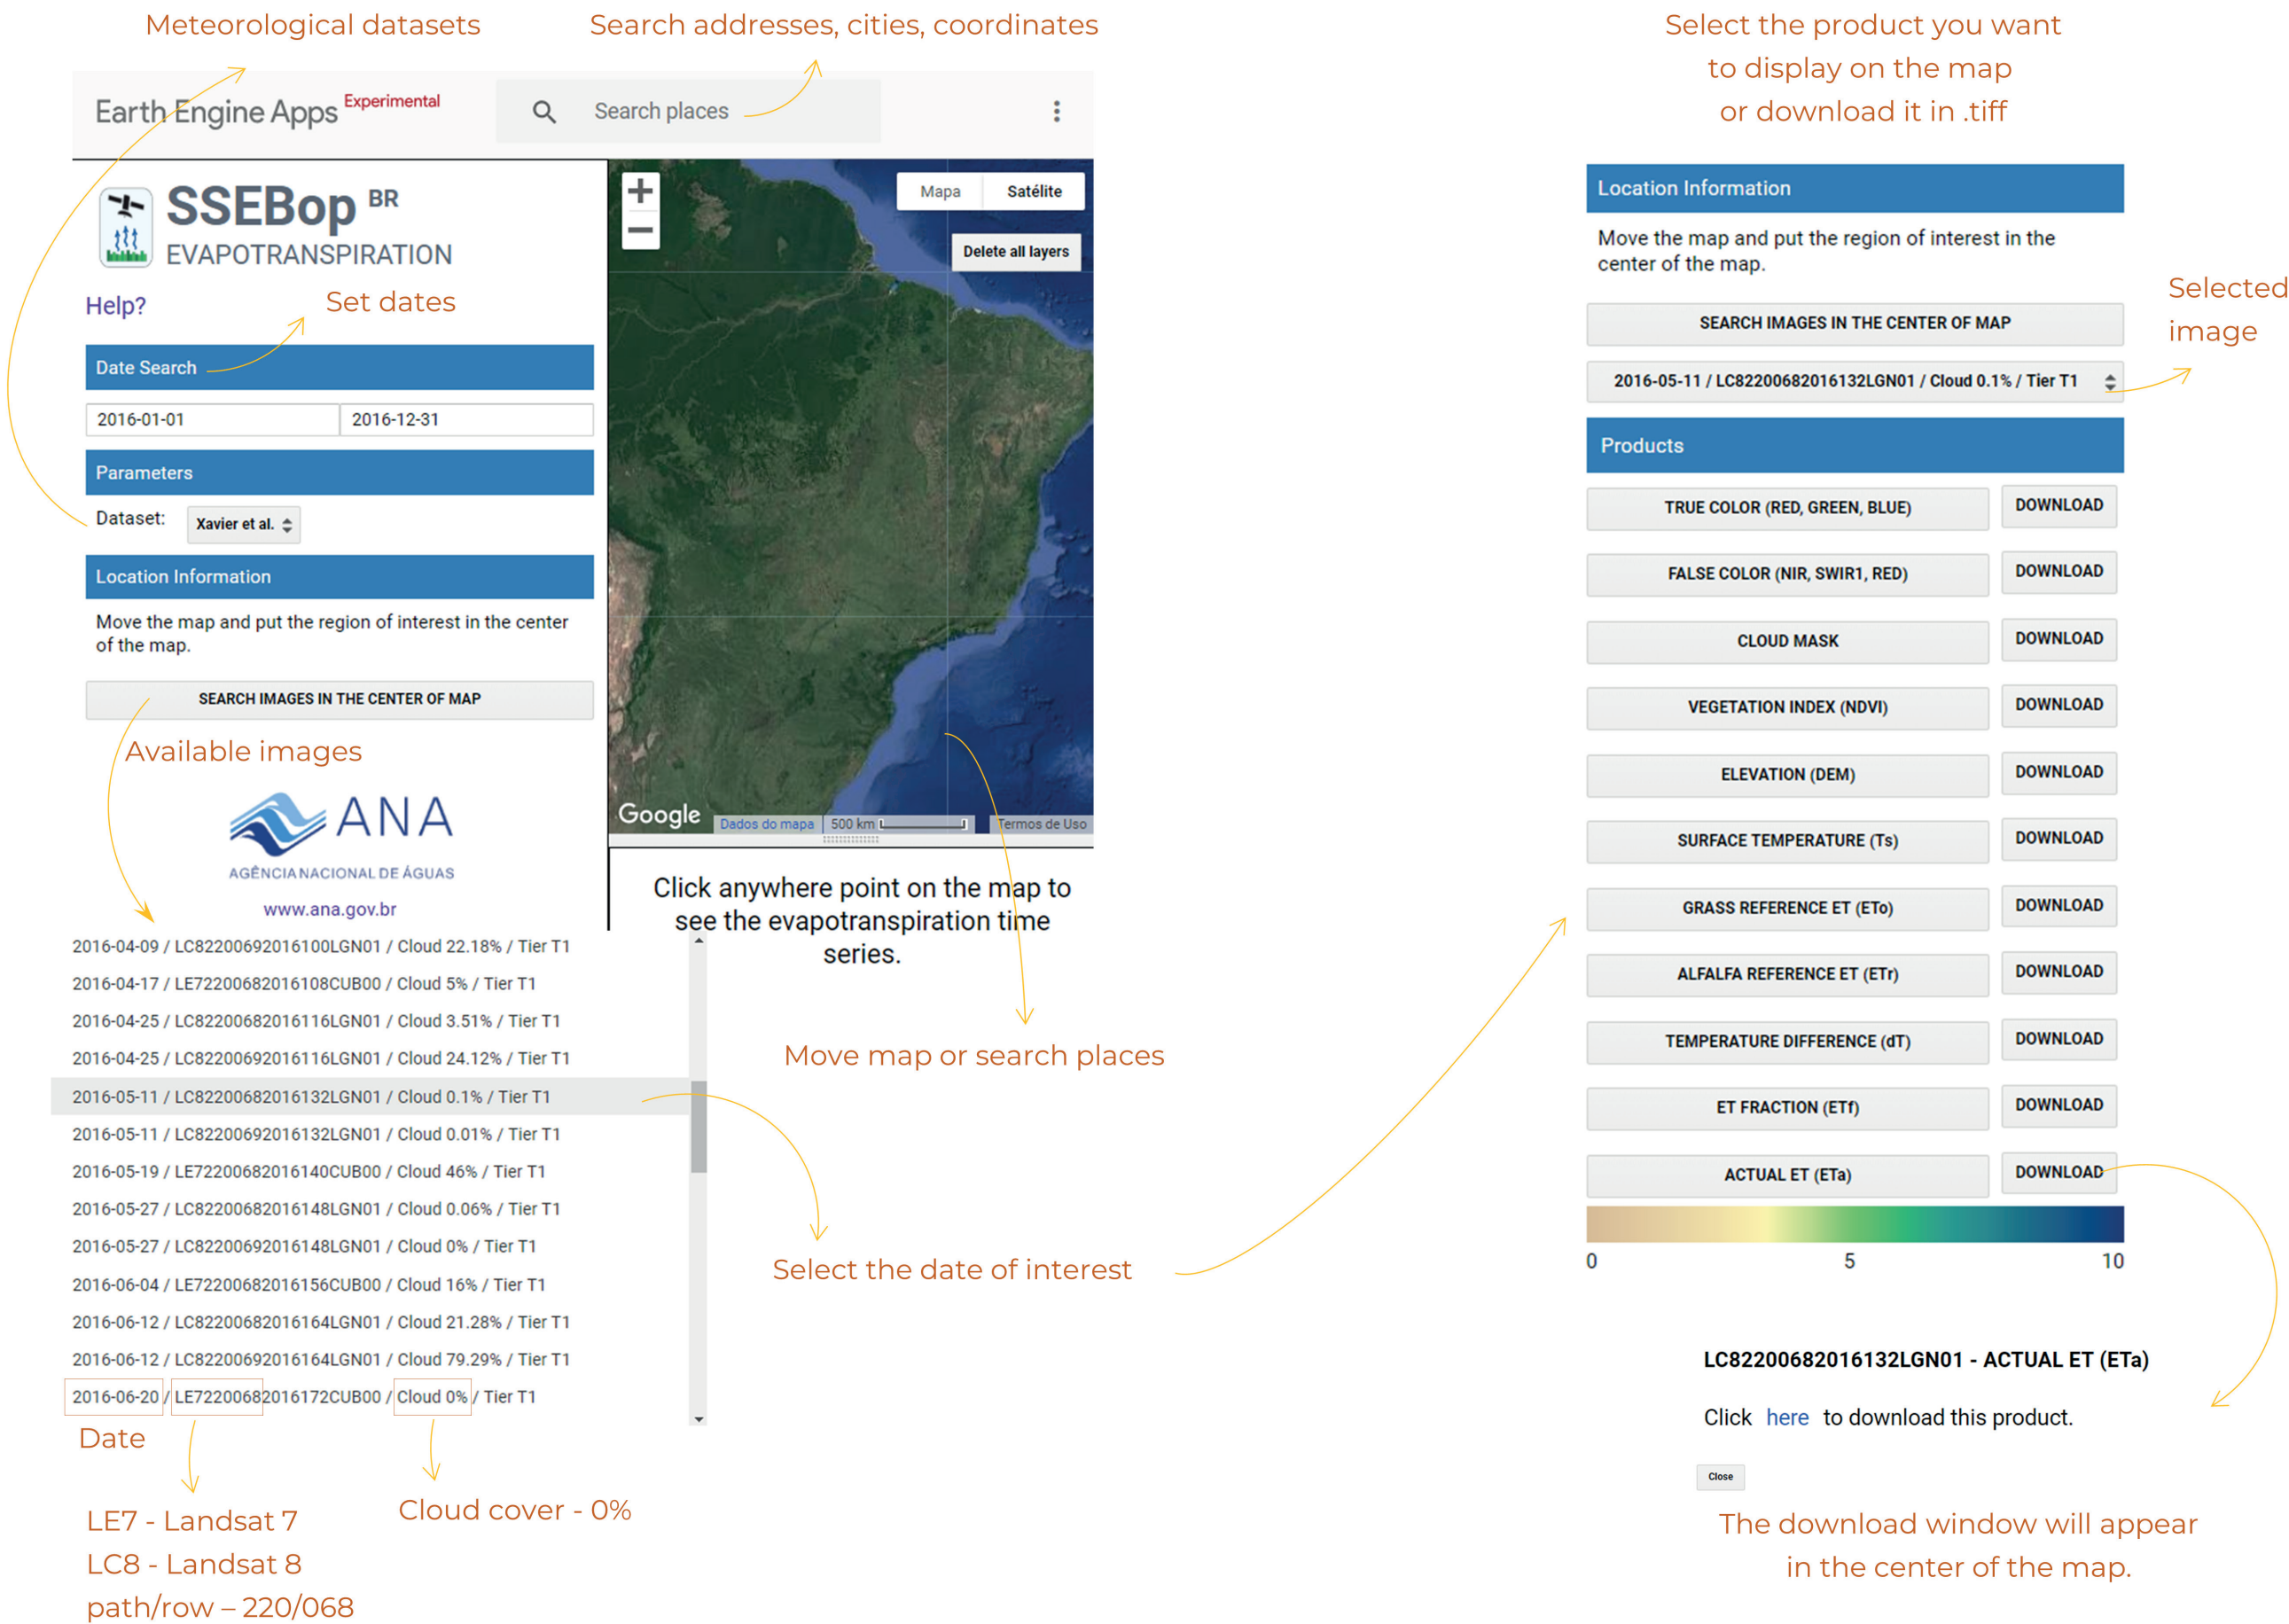 Meteorological datasets
Search addresses, cities, coordinates
Earth Engine Apps Experimental
Search places
SSEBop BR
EVAPOTRANSPIRATION
Help?
Set dates
Date Search
2016-01-01
2016-12-31
Parameters
Dataset:
Xavier et al.
Location Information
Move the map and put the region of interest in the center
of the map.
SEARCH IMAGES IN THE CENTER OF MAP
Available images
ANA
AGÊNCIA NACIONAL DE ÁGUAS
www.ana.gov.br
+
−
Mapa
Satélite
Delete all layers
Google
Dados do mapa
500 km
Termos de Uso
Click anywhere point on the map to
see the evapotranspiration time
series.
Move map or search places
2016-04-09 / LC82200692016100LGN01 / Cloud 22.18% / Tier T1
2016-04-17 / LE72200682016108CUB00 / Cloud 5% / Tier T1
2016-04-25 / LC82200682016116LGN01 / Cloud 3.51% / Tier T1
2016-04-25 / LC82200692016116LGN01 / Cloud 24.12% / Tier T1
2016-05-11 / LC82200682016132LGN01 / Cloud 0.1% / Tier T1
2016-05-11 / LC82200692016132LGN01 / Cloud 0.01% / Tier T1
2016-05-19 / LE72200682016140CUB00 / Cloud 46% / Tier T1
2016-05-27 / LC82200682016148LGN01 / Cloud 0.06% / Tier T1
2016-05-27 / LC82200692016148LGN01 / Cloud 0% / Tier T1
2016-06-04 / LE72200682016156CUB00 / Cloud 16% / Tier T1
2016-06-12 / LC82200682016164LGN01 / Cloud 21.28% / Tier T1
2016-06-12 / LC82200692016164LGN01 / Cloud 79.29% / Tier T1
2016-06-20 / LE72200682016172CUB00 / Cloud 0% / Tier T1
Select the date of interest
Date
LE7 - Landsat 7
LC8 - Landsat 8
path/row – 220/068
Cloud cover - 0%
Select the product you want
to display on the map
or download it in .tiff
Location Information
Move the map and put the region of interest in the
center of the map.
SEARCH IMAGES IN THE CENTER OF MAP
2016-05-11 / LC82200682016132LGN01 / Cloud 0.1% / Tier T1
Selected
image
Products
TRUE COLOR (RED, GREEN, BLUE) DOWNLOAD
FALSE COLOR (NIR, SWIR1, RED) DOWNLOAD
CLOUD MASK DOWNLOAD
VEGETATION INDEX (NDVI) DOWNLOAD
ELEVATION (DEM) DOWNLOAD
SURFACE TEMPERATURE (Ts) DOWNLOAD
GRASS REFERENCE ET (ETo) DOWNLOAD
ALFALFA REFERENCE ET (ETr) DOWNLOAD
TEMPERATURE DIFFERENCE (dT) DOWNLOAD
ET FRACTION (ETf) DOWNLOAD
ACTUAL ET (ETa) DOWNLOAD
0 5 10
LC82200682016132LGN01 - ACTUAL ET (ETa)
Click here to download this product.
Close
The download window will appear
in the center of the map.